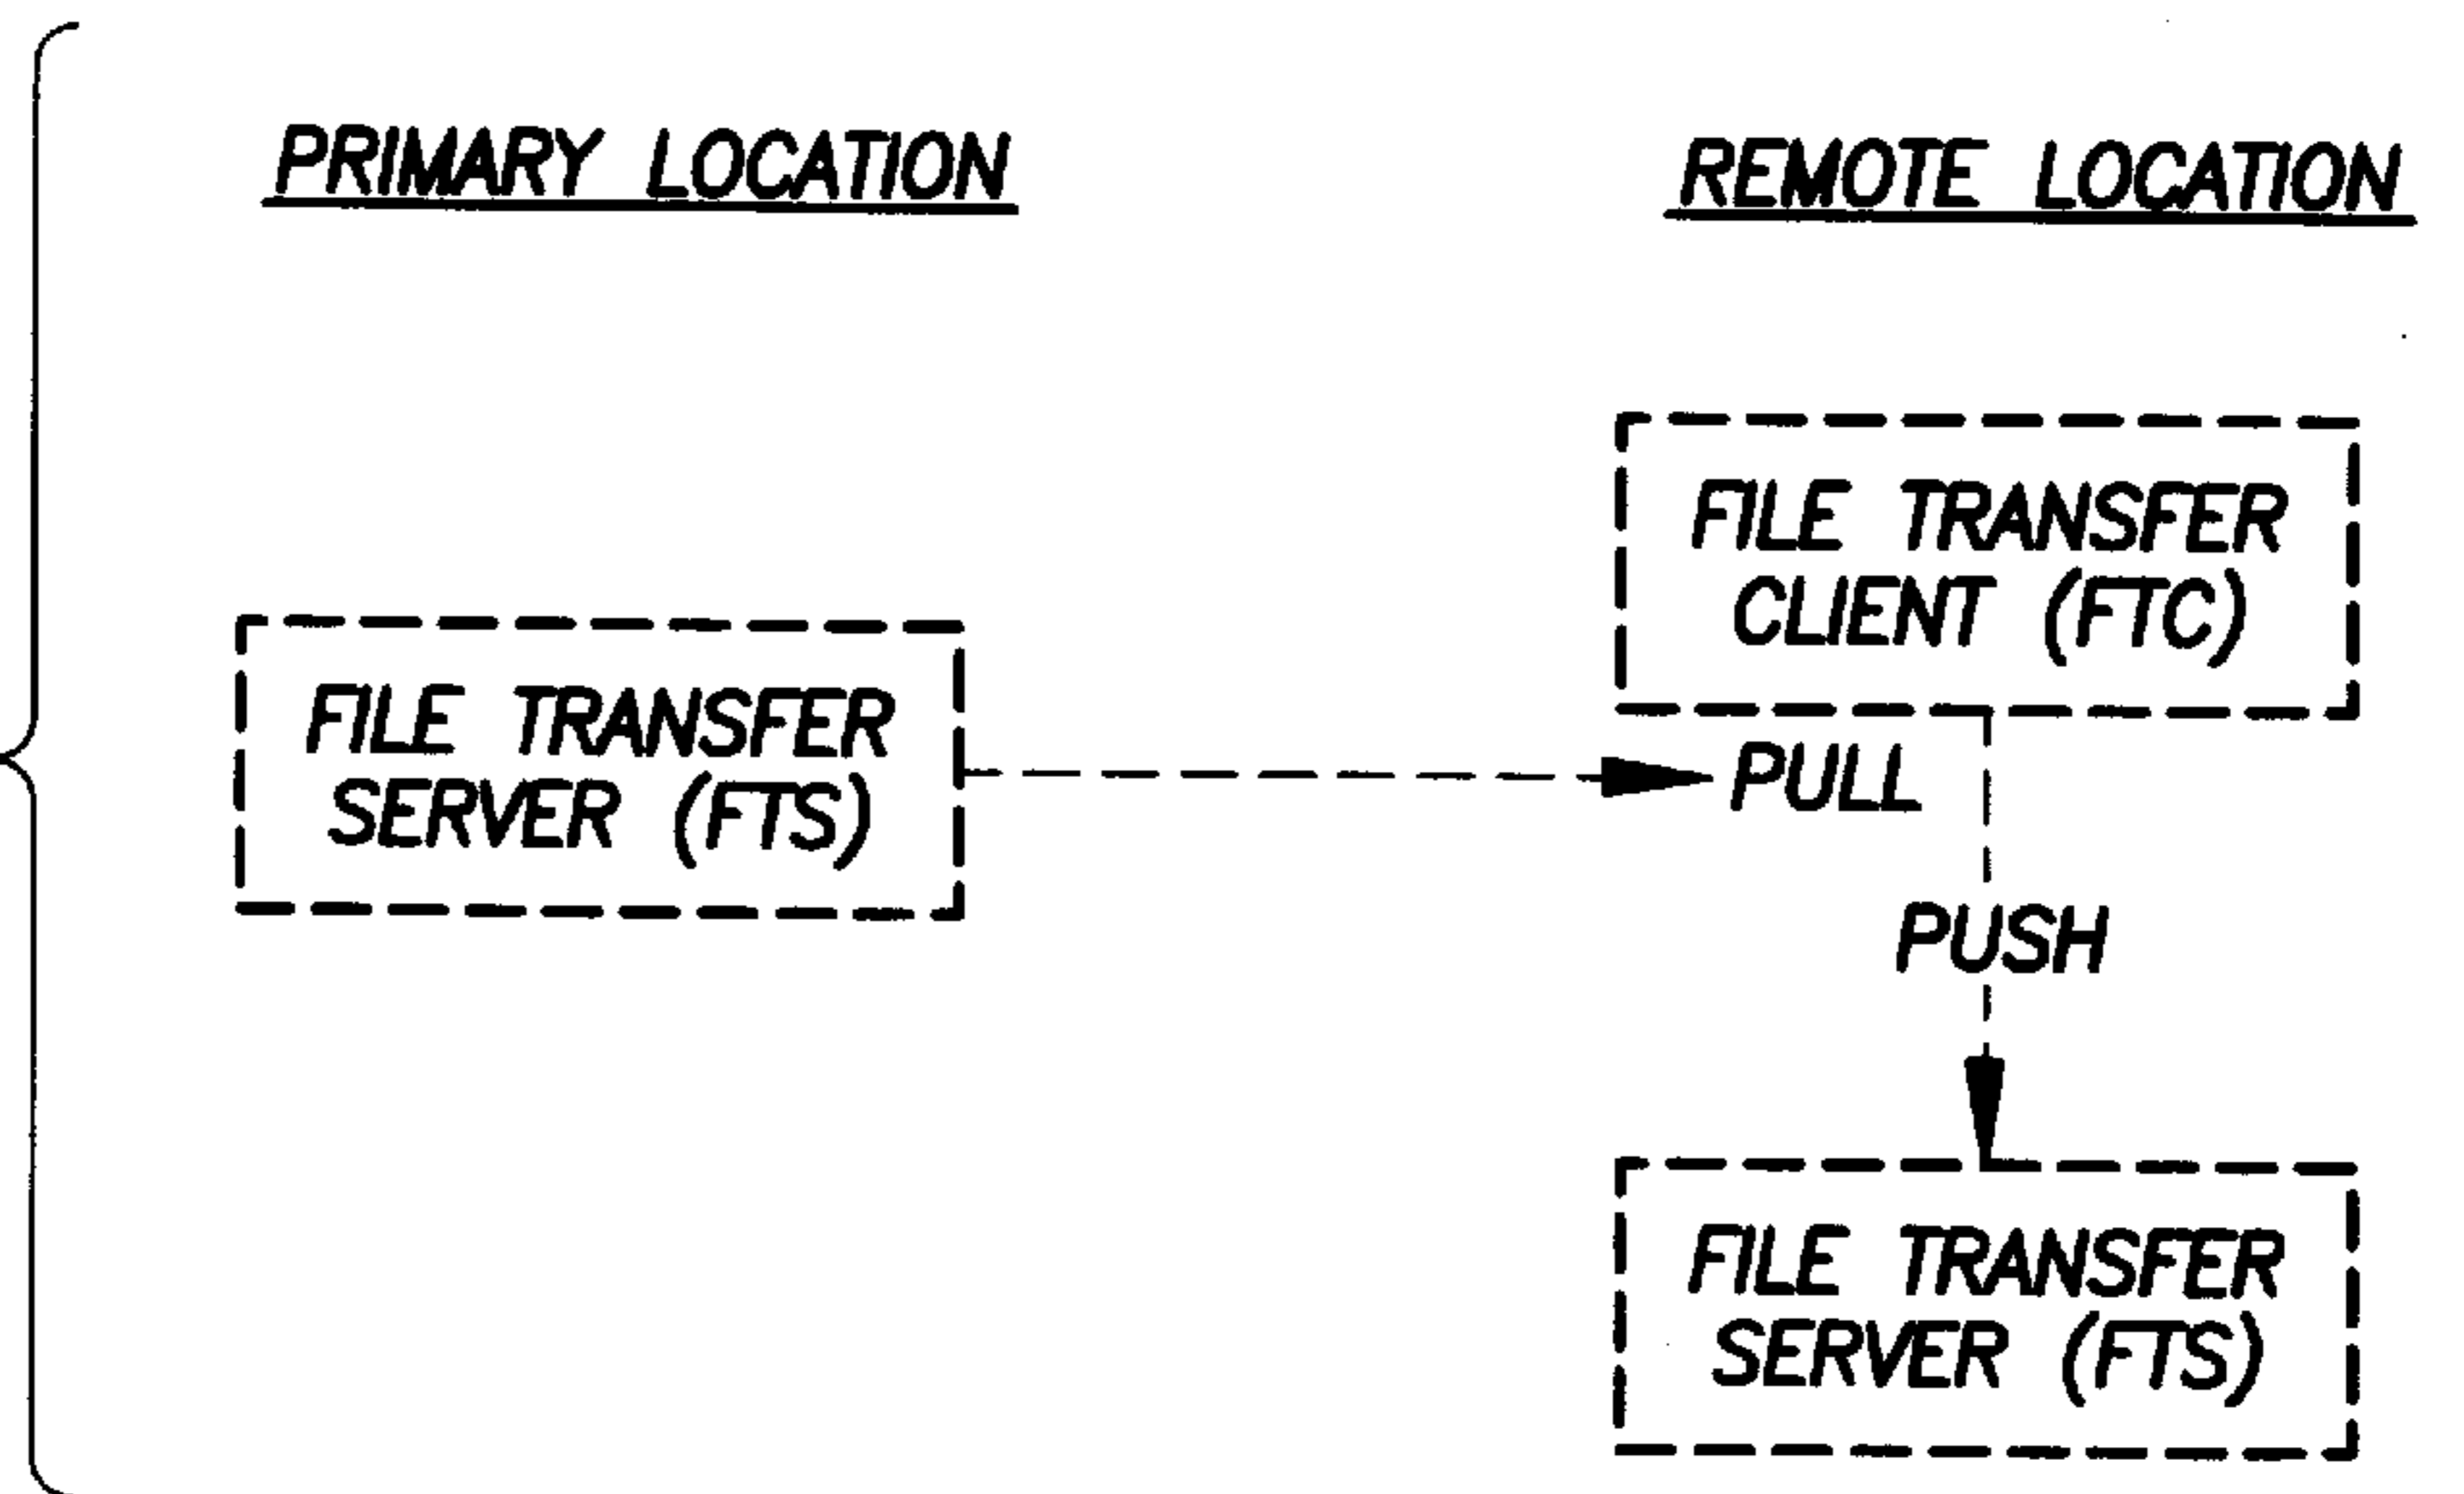 PRIMARY LOCATION
REMOTE LOCATION
FILE TRANSFER
CLIENT (FTC)
FILE TRANSFER
SERVER (FTS)
PULL
PUSH
FILE TRANSFER
SERVER (FTS)